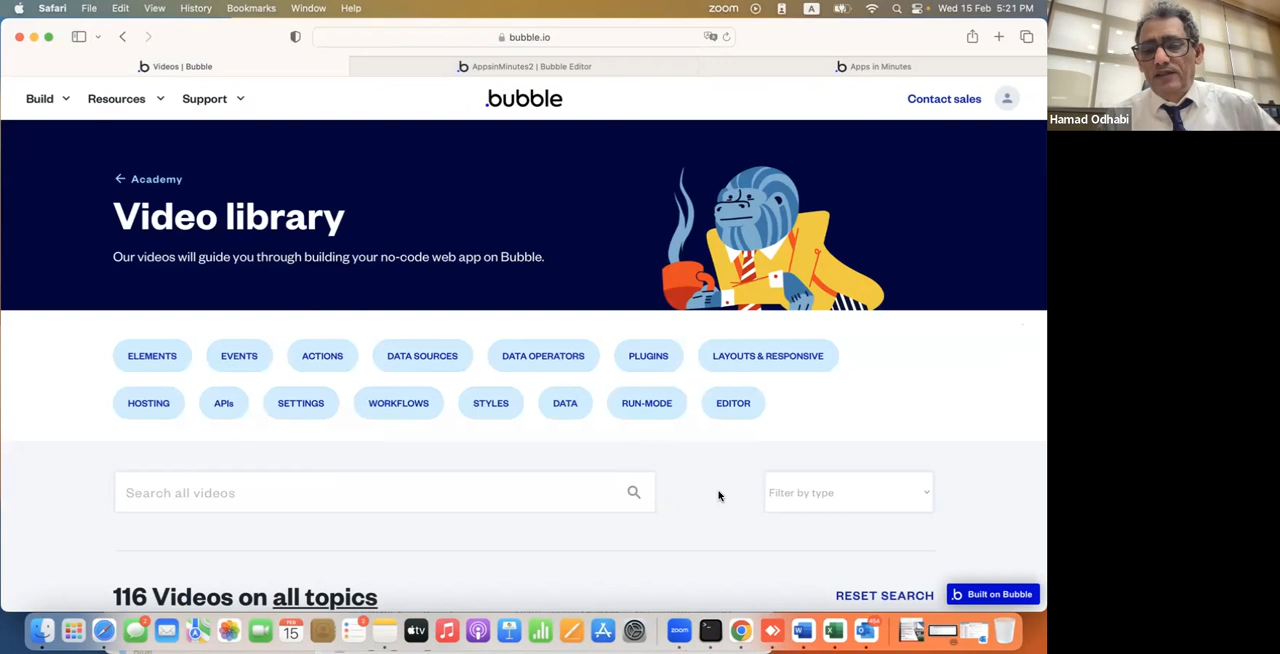 Safari File Edit View History Bookmarks Window Help zoom A Wed 15 Feb 5:21 PM
bubble.io
Videos | Bubble AppsinMinutes2 | Bubble Editor Apps in Minutes
Build Resources Support .bubble Contact sales
Hamad Odhabi
← Academy
Video library
Our videos will guide you through building your no-code web app on Bubble.
ELEMENTS EVENTS ACTIONS DATA SOURCES DATA OPERATORS PLUGINS LAYOUTS & RESPONSIVE
HOSTING APIs SETTINGS WORKFLOWS STYLES DATA RUN-MODE EDITOR
Search all videos Filter by type
116 Videos on all topics RESET SEARCH
Built on Bubble
FEB
15
tv
zoom